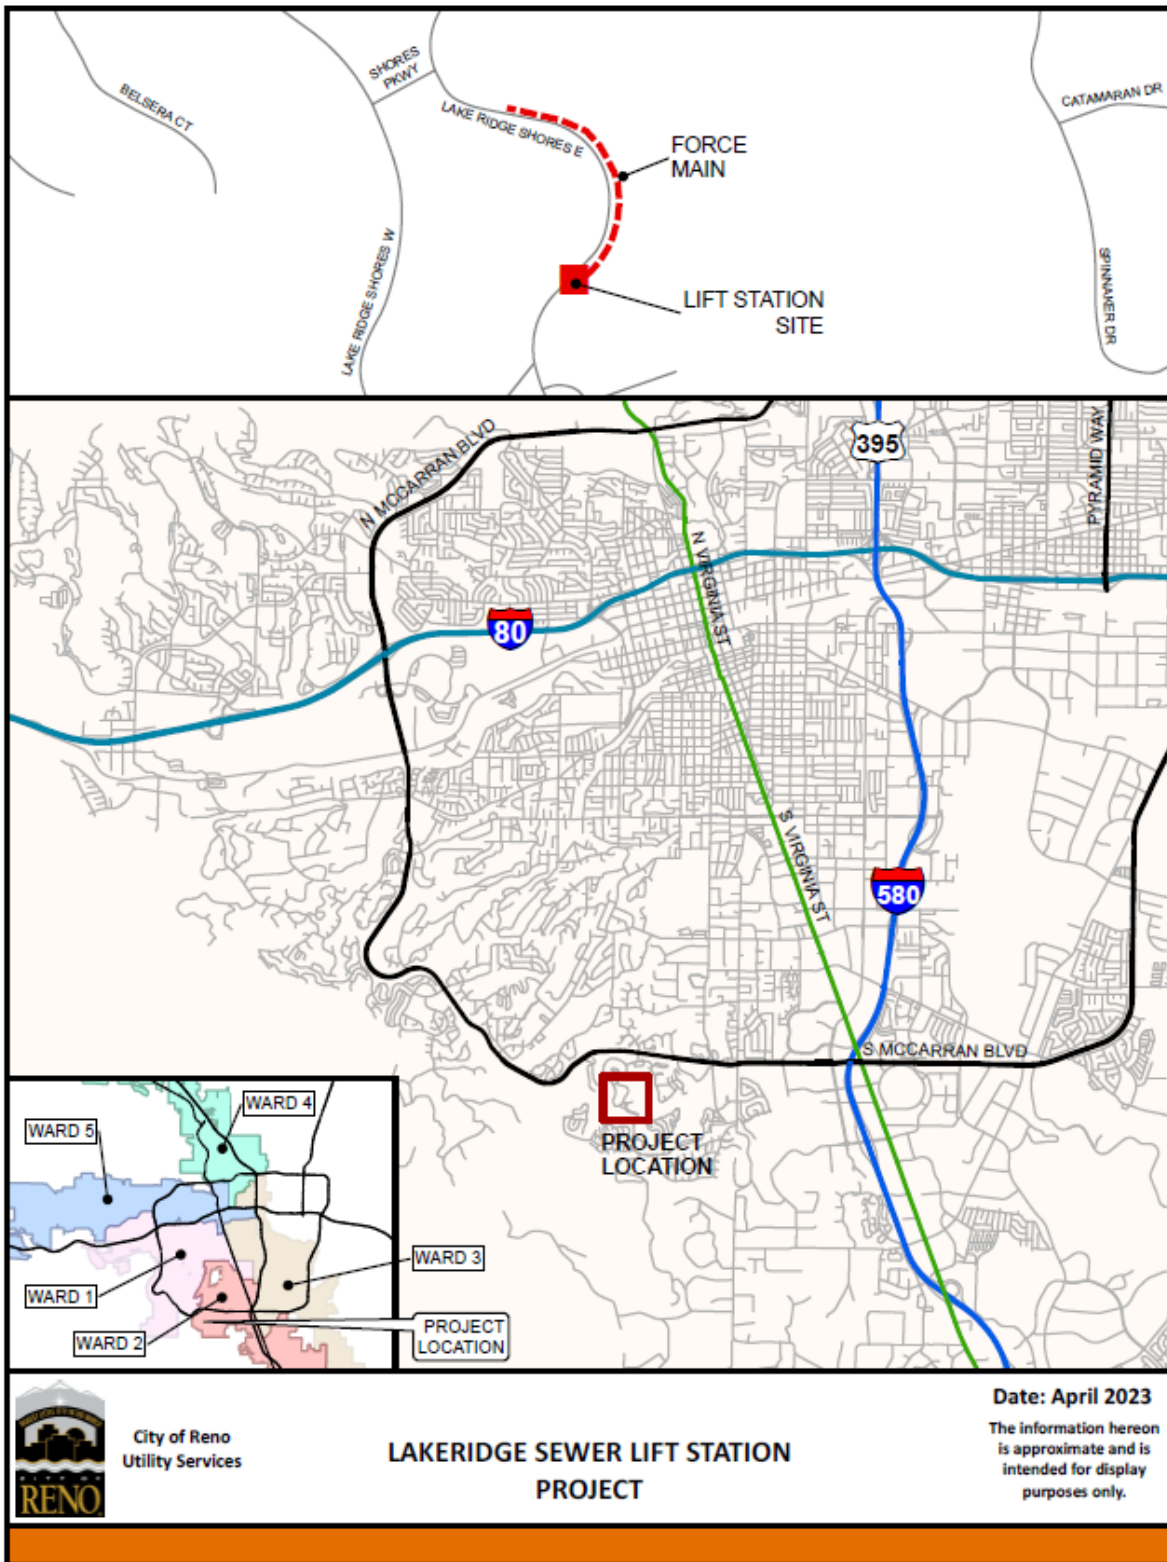 BELSERA CT
SHORES
PKWY
LAKE RIDGE SHORES E
CATAMARAN DR
FORCE
MAIN
LAKE RIDGE SHORES W
SPINNAKER DR
LIFT STATION
SITE
N MCCARRAN BLVD
395
PYRAMID WAY
N VIRGINIA ST
80
S VIRGINIA ST
580
S MCCARRAN BLVD
PROJECT
LOCATION
WARD 4
WARD 5
WARD 3
WARD 1
WARD 2
PROJECT
LOCATION
CITY OF
RENO
City of Reno
Utility Services
LAKERIDGE SEWER LIFT STATION
PROJECT
Date: April 2023
The information hereon
is approximate and is
intended for display
purposes only.